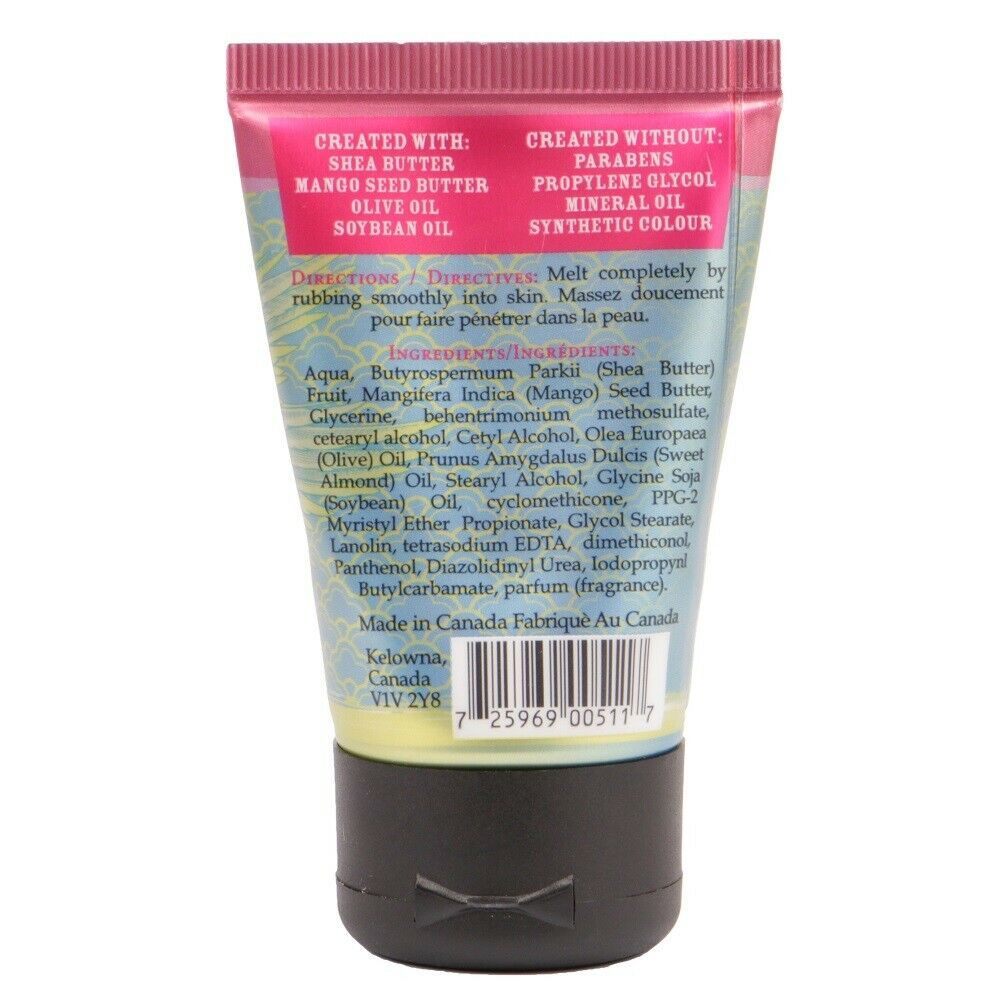 CREATED WITH:
SHEA BUTTER
MANGO SEED BUTTER
OLIVE OIL
SOYBEAN OIL
CREATED WITHOUT:
PARABENS
PROPYLENE GLYCOL
MINERAL OIL
SYNTHETIC COLOUR
DIRECTIONS / DIRECTIVES: Melt completely by
rubbing smoothly into skin. Massez doucement
pour faire pénétrer dans la peau.
INGREDIENTS/INGRÉDIENTS:
Aqua, Butyrospermum Parkii (Shea Butter)
Fruit, Mangifera Indica (Mango) Seed Butter,
Glycerine, behentrimonium methosulfate,
cetearyl alcohol, Cetyl Alcohol, Olea Europaea
(Olive) Oil, Prunus Amygdalus Dulcis (Sweet
Almond) Oil, Stearyl Alcohol, Glycine Soja
(Soybean) Oil, cyclomethicone, PPG-2
Myristyl Ether Propionate, Glycol Stearate,
Lanolin, tetrasodium EDTA, dimethiconol,
Panthenol, Diazolidinyl Urea, Iodopropynl
Butylcarbamate, parfum (fragrance).
Made in Canada Fabriquè Au Canada
Kelowna,
Canada
V1V 2Y8
7 25969 00511 7